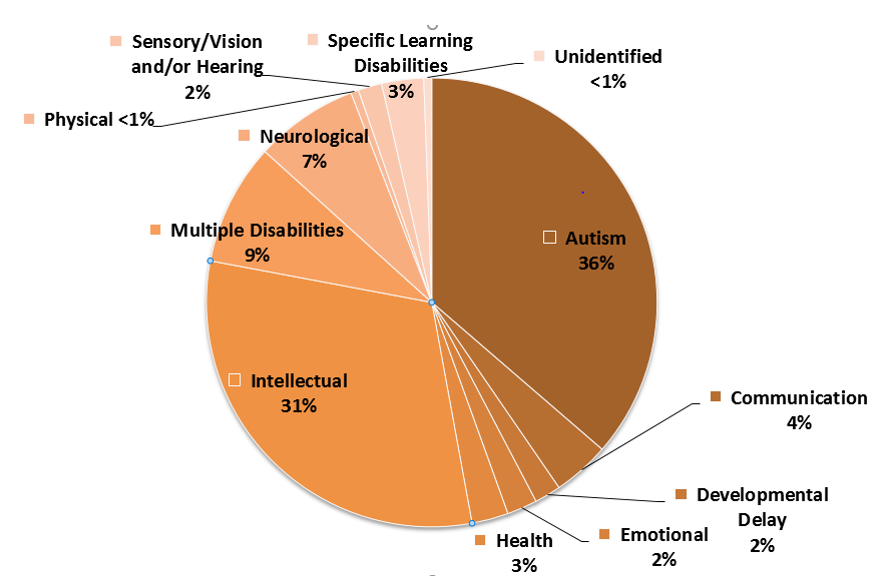 Sensory/Vision
and/or Hearing
2%
Specific Learning
Disabilities
3%
Unidentified
<1%
Physical <1%
Neurological
7%
Multiple Disabilities
9%
Autism
36%
Intellectual
31%
Communication
4%
Developmental
Delay
2%
Emotional
2%
Health
3%